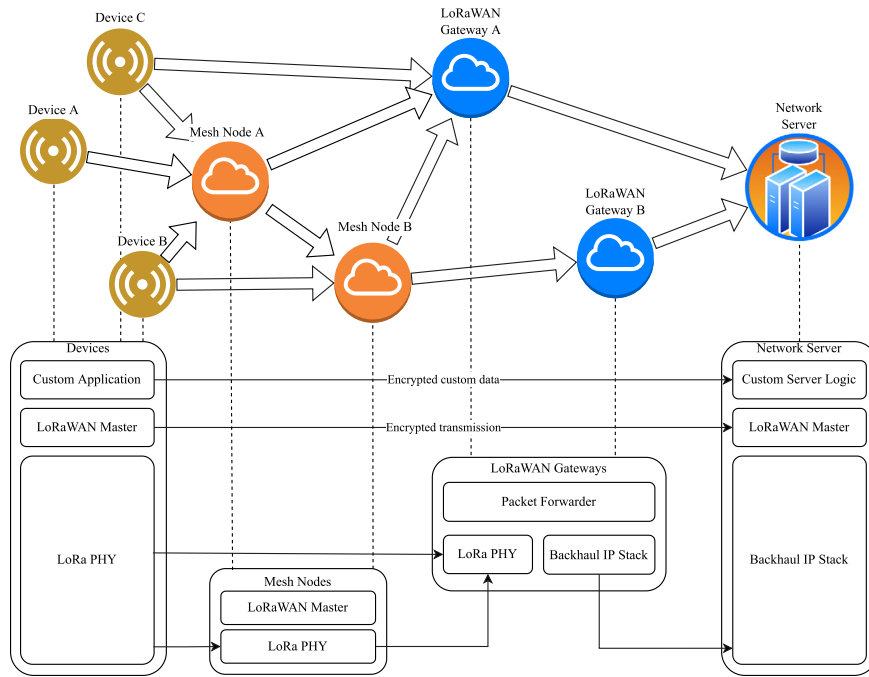 Device C
LoRaWAN
Gateway A
Device A
Mesh Node A
Network
Server
LoRaWAN
Gateway B
Mesh Node B
Device B
Devices
Network Server
Custom Application
Encrypted custom data
Custom Server Logic
LoRaWAN Master
Encrypted transmission
LoRaWAN Master
LoRaWAN Gateways
Packet Forwarder
LoRa PHY
LoRa PHY
Backhaul IP Stack
Backhaul IP Stack
Mesh Nodes
LoRaWAN Master
LoRa PHY